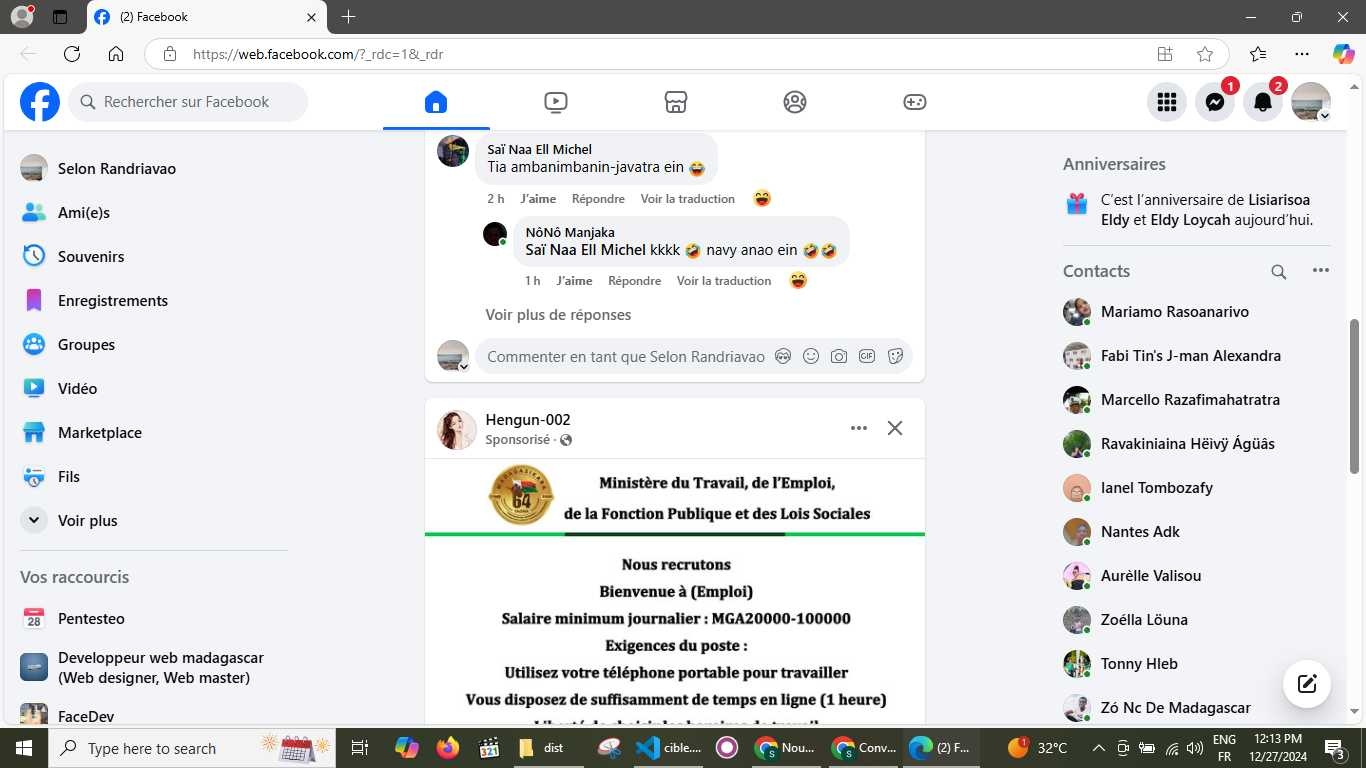 (2) Facebook
https://web.facebook.com/?_rdc=1&_rdr
Rechercher sur Facebook
1
2
Selon Randriavao
Ami(e)s
Souvenirs
Enregistrements
Groupes
Vidéo
Marketplace
Fils
Voir plus
Vos raccourcis
28
Pentesteo
Developpeur web madagascar
(Web designer, Web master)
FaceDev
Saï Naa Ell Michel
Tia ambanimbanin-javatra ein
2 h J’aime Répondre Voir la traduction
NôNô Manjaka
Saï Naa Ell Michel kkkk navy anao ein
1 h J’aime Répondre Voir la traduction
Voir plus de réponses
Commenter en tant que Selon Randriavao
GIF
Hengun-002
Sponsorisé ·
64
Ministère du Travail, de l’Emploi,
de la Fonction Publique et des Lois Sociales
Nous recrutons
Bienvenue à (Emploi)
Salaire minimum journalier : MGA20000-100000
Exigences du poste :
Utilisez votre téléphone portable pour travailler
Vous disposez de suffisamment de temps en ligne (1 heure)
Anniversaires
C’est l’anniversaire de Lisiarisoa
Eldy et Eldy Loycah aujourd’hui.
Contacts
Mariamo Rasoanarivo
Fabi Tin's J-man Alexandra
Marcello Razafimahatratra
Ravakiniaina Hëivÿ Ágüâs
Ianel Tombozafy
Nantes Adk
Aurèlle Valisou
Zoélla Löuna
Tonny Hleb
Zó Nc De Madagascar
Type here to search
321
dist
cible....
Nou...
Conv...
(2) F...
1
32°C
ENG
FR
12:13 PM
12/27/2024
3